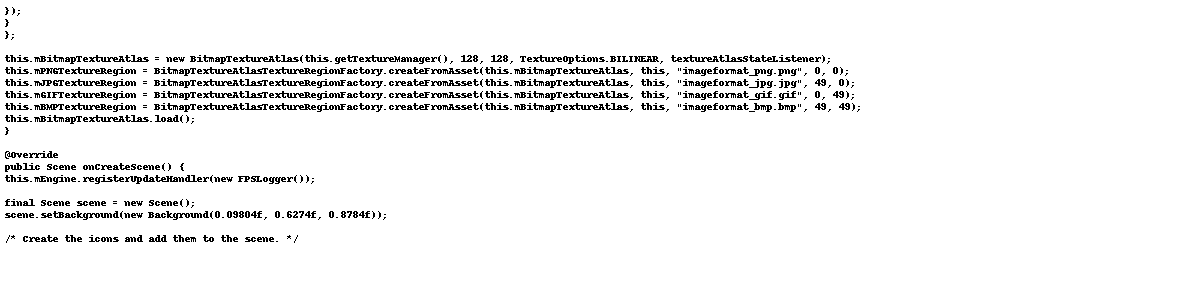 });
}
};
this.mBitmapTextureAtlas = new BitmapTextureAtlas(this.getTextureManager(), 128, 128, TextureOptions.BILINEAR, textureAtlasStateListener);
this.mPNGTextureRegion = BitmapTextureAtlasTextureRegionFactory.createFromAsset(this.mBitmapTextureAtlas, this, "imageformat_png.png", 0, 0);
this.mJPGTextureRegion = BitmapTextureAtlasTextureRegionFactory.createFromAsset(this.mBitmapTextureAtlas, this, "imageformat_jpg.jpg", 49, 0);
this.mGIFTextureRegion = BitmapTextureAtlasTextureRegionFactory.createFromAsset(this.mBitmapTextureAtlas, this, "imageformat_gif.gif", 0, 49);
this.mBMPTextureRegion = BitmapTextureAtlasTextureRegionFactory.createFromAsset(this.mBitmapTextureAtlas, this, "imageformat_bmp.bmp", 49, 49);
this.mBitmapTextureAtlas.load();
}
@Override
public Scene onCreateScene() {
this.mEngine.registerUpdateHandler(new FPSLogger());
final Scene scene = new Scene();
scene.setBackground(new Background(0.09804f, 0.6274f, 0.8784f));
/* Create the icons and add them to the scene. */